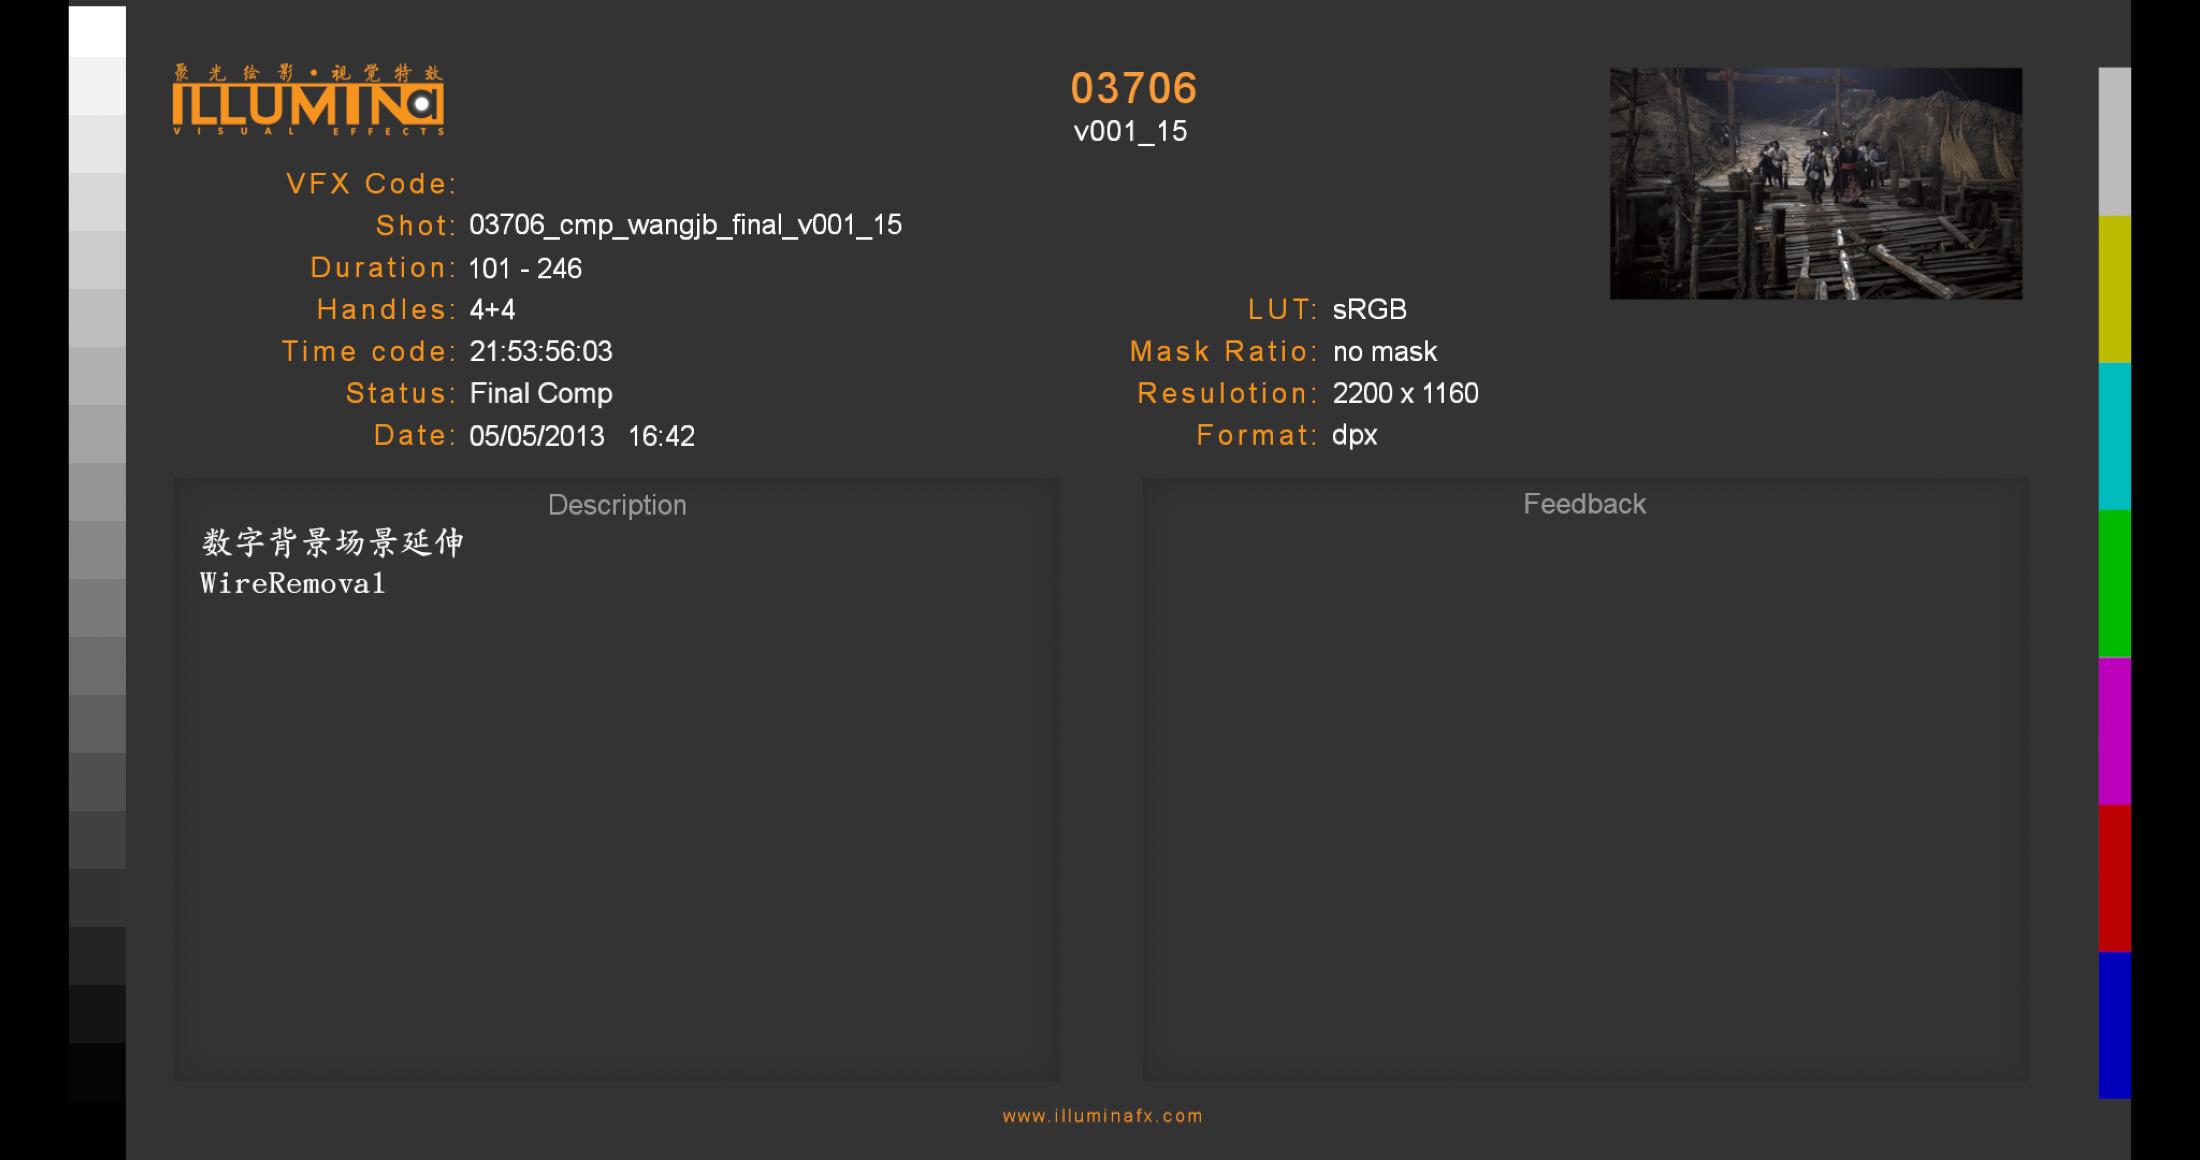 聚光绘影·视觉特效
ILLUMINa
VISUAL EFFECTS
03706
v001_15
VFX Code:
Shot: 03706_cmp_wangjb_final_v001_15
Duration: 101 - 246
Handles: 4+4
Time code: 21:53:56:03
Status: Final Comp
Date: 05/05/2013 16:42
LUT: sRGB
Mask Ratio: no mask
Resulotion: 2200 x 1160
Format: dpx
Description
数字背景场景延伸
WireRemoval
Feedback
www.illuminafx.com